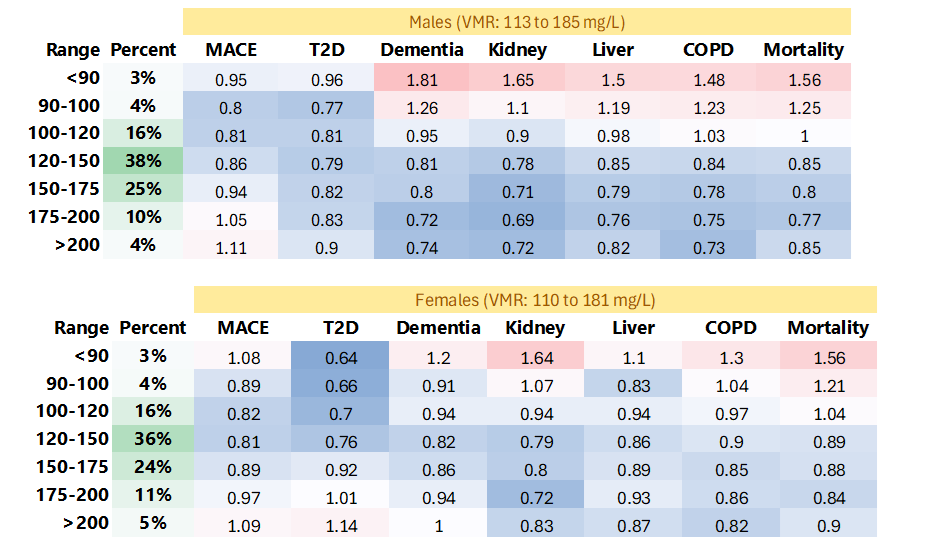 Males (VMR: 113 to 185 mg/L)
Range Percent MACE T2D Dementia Kidney Liver COPD Mortality
<90 3% 0.95 0.96 1.81 1.65 1.5 1.48 1.56
90-100 4% 0.8 0.77 1.26 1.1 1.19 1.23 1.25
100-120 16% 0.81 0.81 0.95 0.9 0.98 1.03 1
120-150 38% 0.86 0.79 0.81 0.78 0.85 0.84 0.85
150-175 25% 0.94 0.82 0.8 0.71 0.79 0.78 0.8
175-200 10% 1.05 0.83 0.72 0.69 0.76 0.75 0.77
>200 4% 1.11 0.9 0.74 0.72 0.82 0.73 0.85
Females (VMR: 110 to 181 mg/L)
Range Percent MACE T2D Dementia Kidney Liver COPD Mortality
<90 3% 1.08 0.64 1.2 1.64 1.1 1.3 1.56
90-100 4% 0.89 0.66 0.91 1.07 0.83 1.04 1.21
100-120 16% 0.82 0.7 0.94 0.94 0.94 0.97 1.04
120-150 36% 0.81 0.76 0.82 0.79 0.86 0.9 0.89
150-175 24% 0.89 0.92 0.86 0.8 0.89 0.85 0.88
175-200 11% 0.97 1.01 0.94 0.72 0.93 0.86 0.84
>200 5% 1.09 1.14 1 0.83 0.87 0.82 0.9